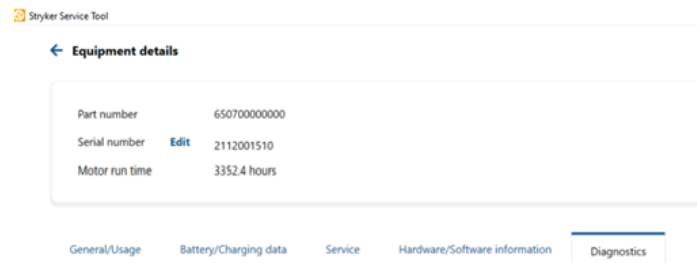 Stryker Service Tool
← Equipment details
Part number 650700000000
Serial number Edit 2112001510
Motor run time 3352.4 hours
General/Usage Battery/Charging data Service Hardware/Software information Diagnostics